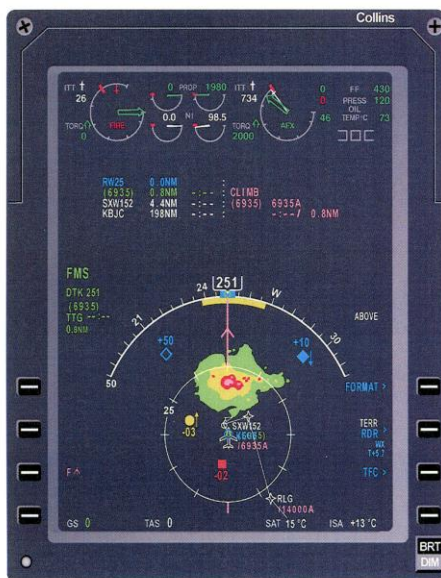 Collins
ITT 26
0 PROP 1980
ITT 734
0 FF 430
0 PRESS 120
OIL
46 TEMP°C 73
FIRE
0.0 N1 98.5
AFX
TORQ 0
TORQ 2000
RW25 0.0NM
(6935) 0.8NM --:-- CLIMB
SXW152 4.4NM --:-- (6935) 6935A
KBJC 198NM --:-- --:-- / 0.8NM
FMS
DTK 251
(6935)
TTG --:--
0.8NM
251
21 24 W 30
ABOVE
+50
+10
50
FORMAT >
25
-03
SXW152
/6935A
TERR
RDR >
WX
-02
TFC >
F ^
RLG
/14000A
GS 0 TAS 0 SAT 15°C ISA +13°C
BRT
DIM